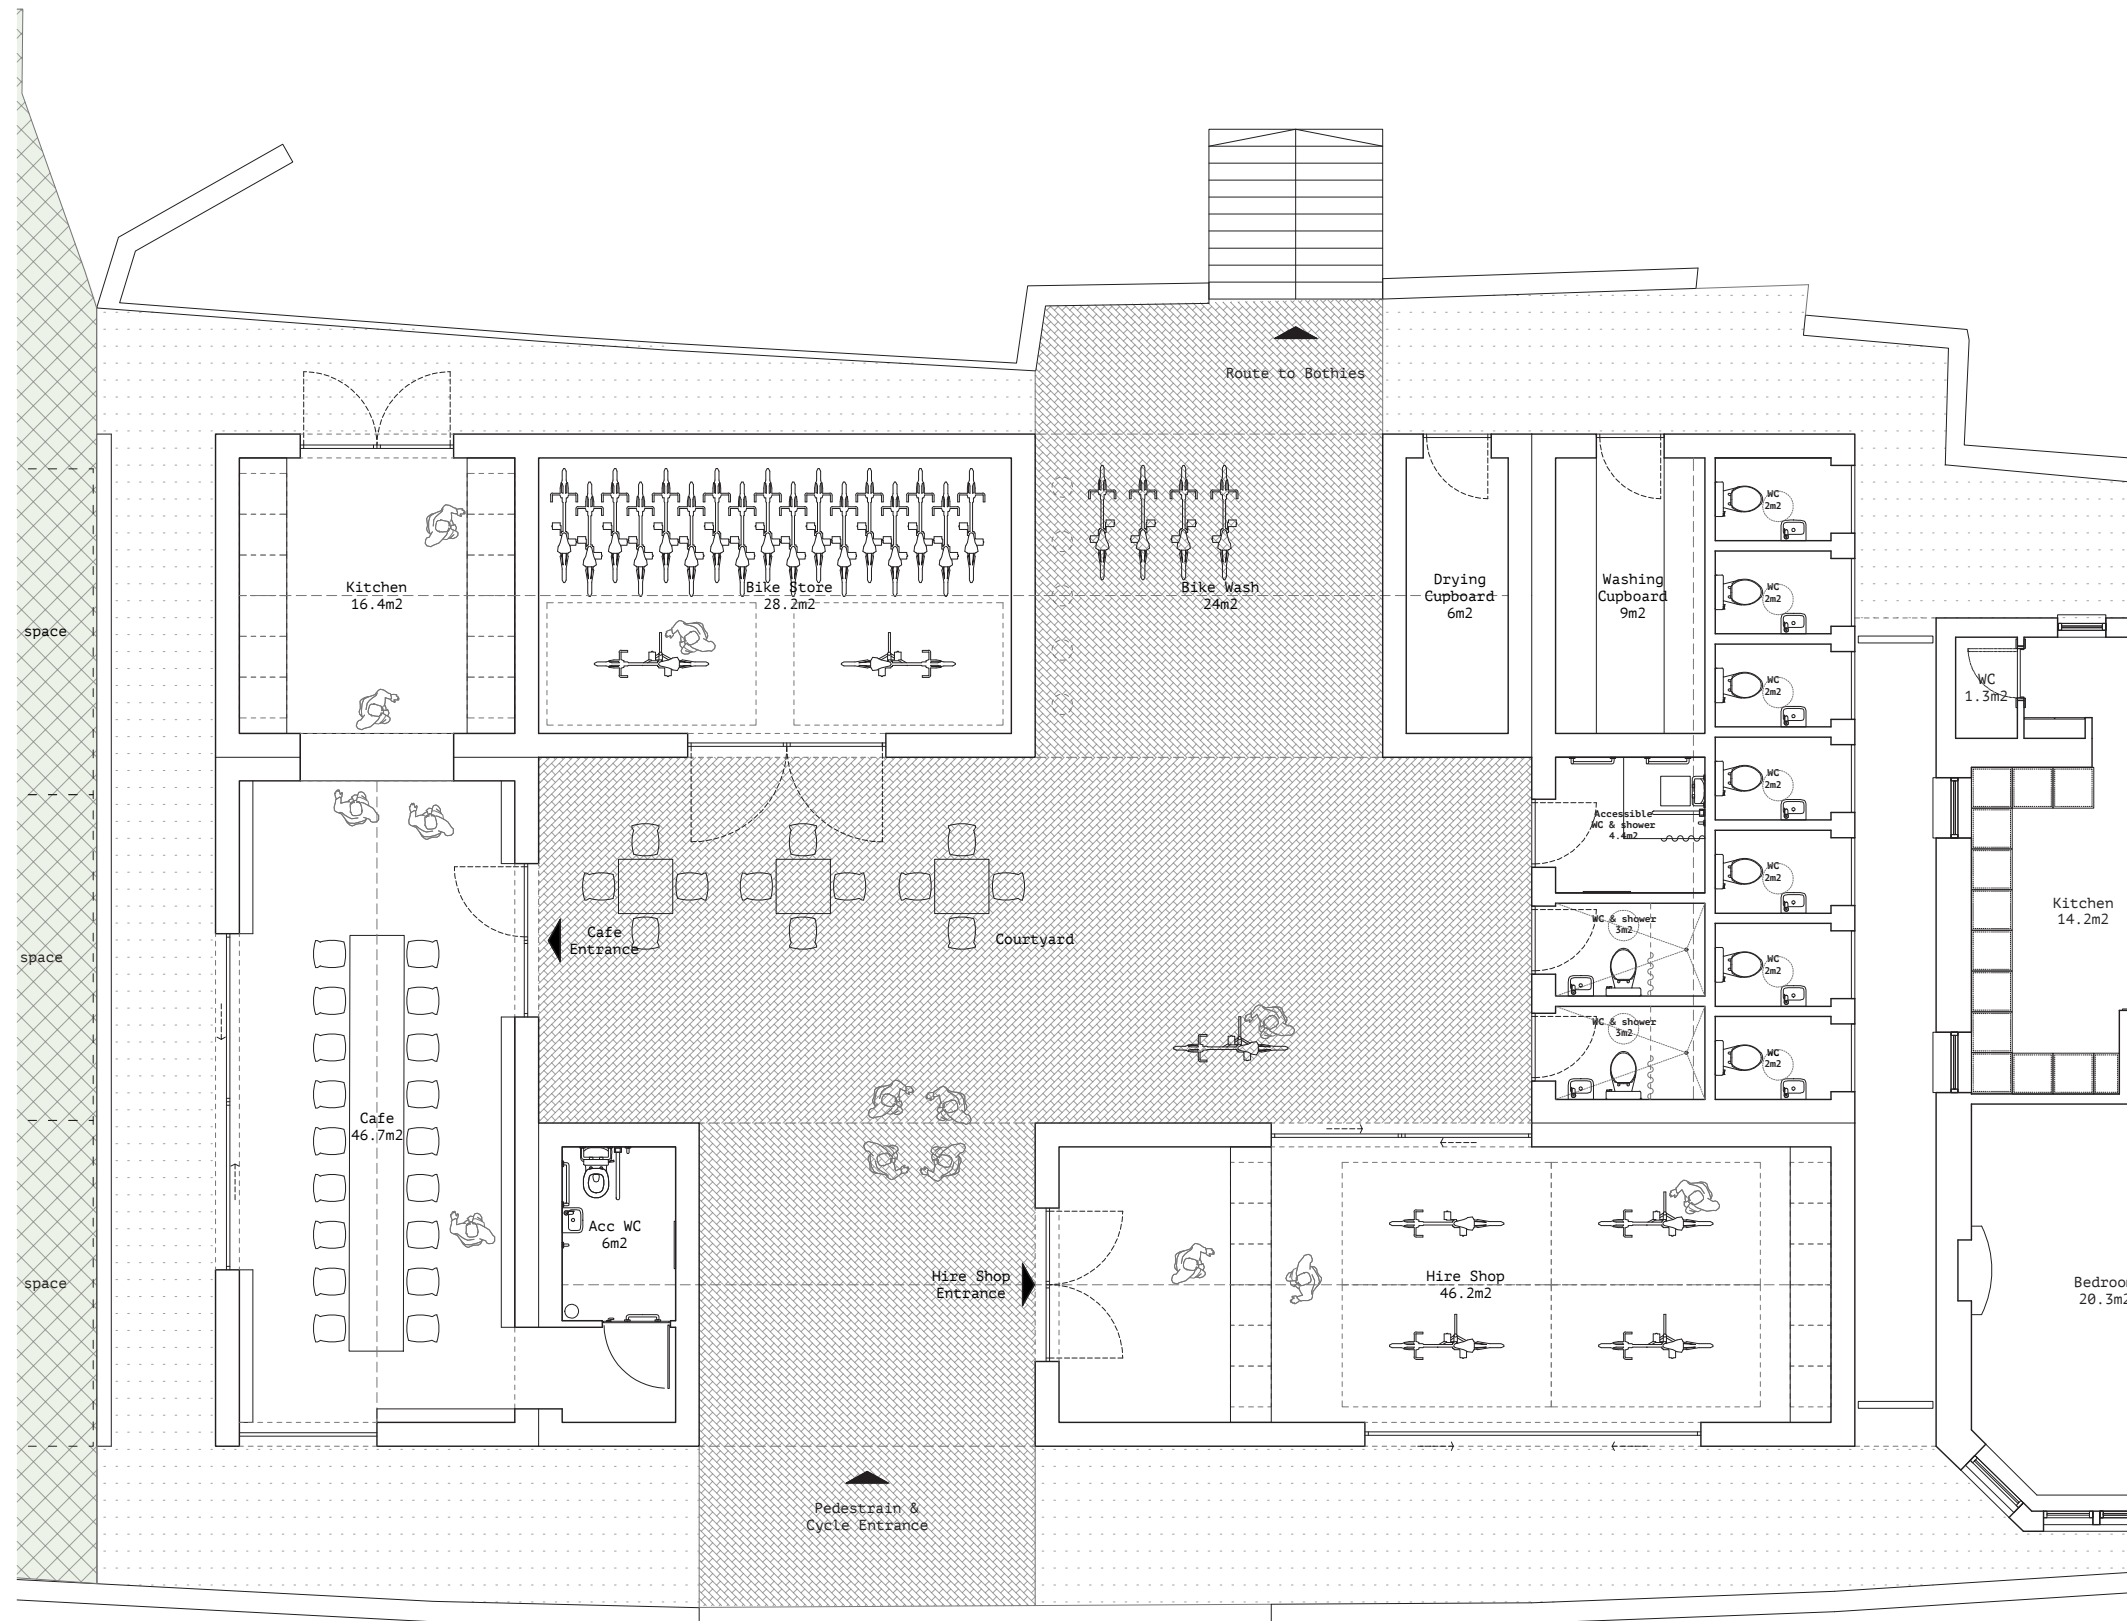 Route to Bothies
Kitchen
16.4m2
Bike Store
28.2m2
Bike Wash
24m2
Drying
Cupboard
6m2
Washing
Cupboard
9m2
WC
2m2
WC
2m2
WC
2m2
WC
2m2
WC
2m2
WC
2m2
WC
2m2
space
space
space
WC
1.3m2
Accessible
WC & shower
4.4m2
WC & shower
3m2
WC & shower
3m2
Kitchen
14.2m2
Cafe
Entrance
Courtyard
Cafe
46.7m2
Acc WC
6m2
Hire Shop
Entrance
Hire Shop
46.2m2
Bedroo
20.3m2
Pedestrain &
Cycle Entrance